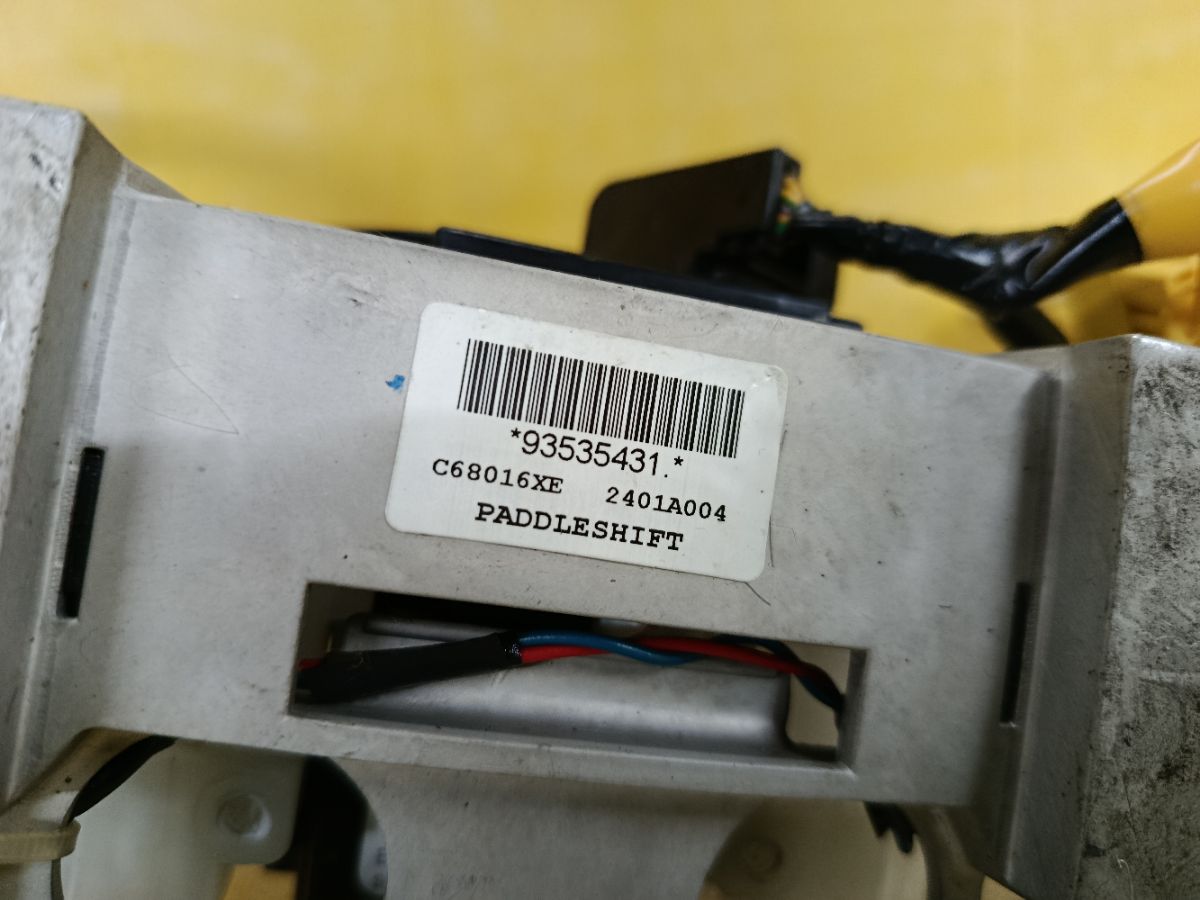 *93535431.*
C68016XE 2401A004
PADDLESHIFT